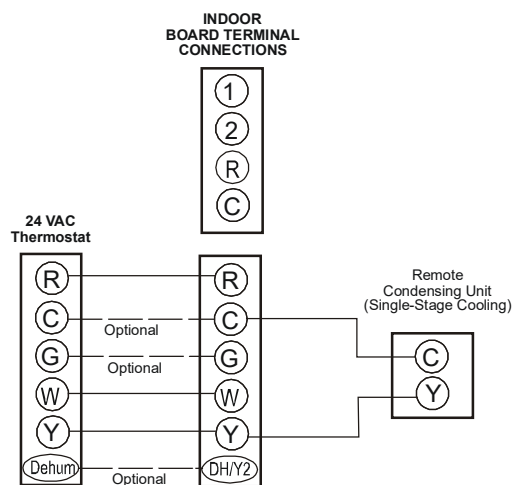 INDOOR
BOARD TERMINAL
CONNECTIONS
1
2
R
C
24 VAC
Thermostat
R
C
G
W
Y
Dehum
Optional
Optional
Optional
R
C
G
W
Y
DH/Y2
Remote
Condensing Unit
(Single-Stage Cooling)
C
Y